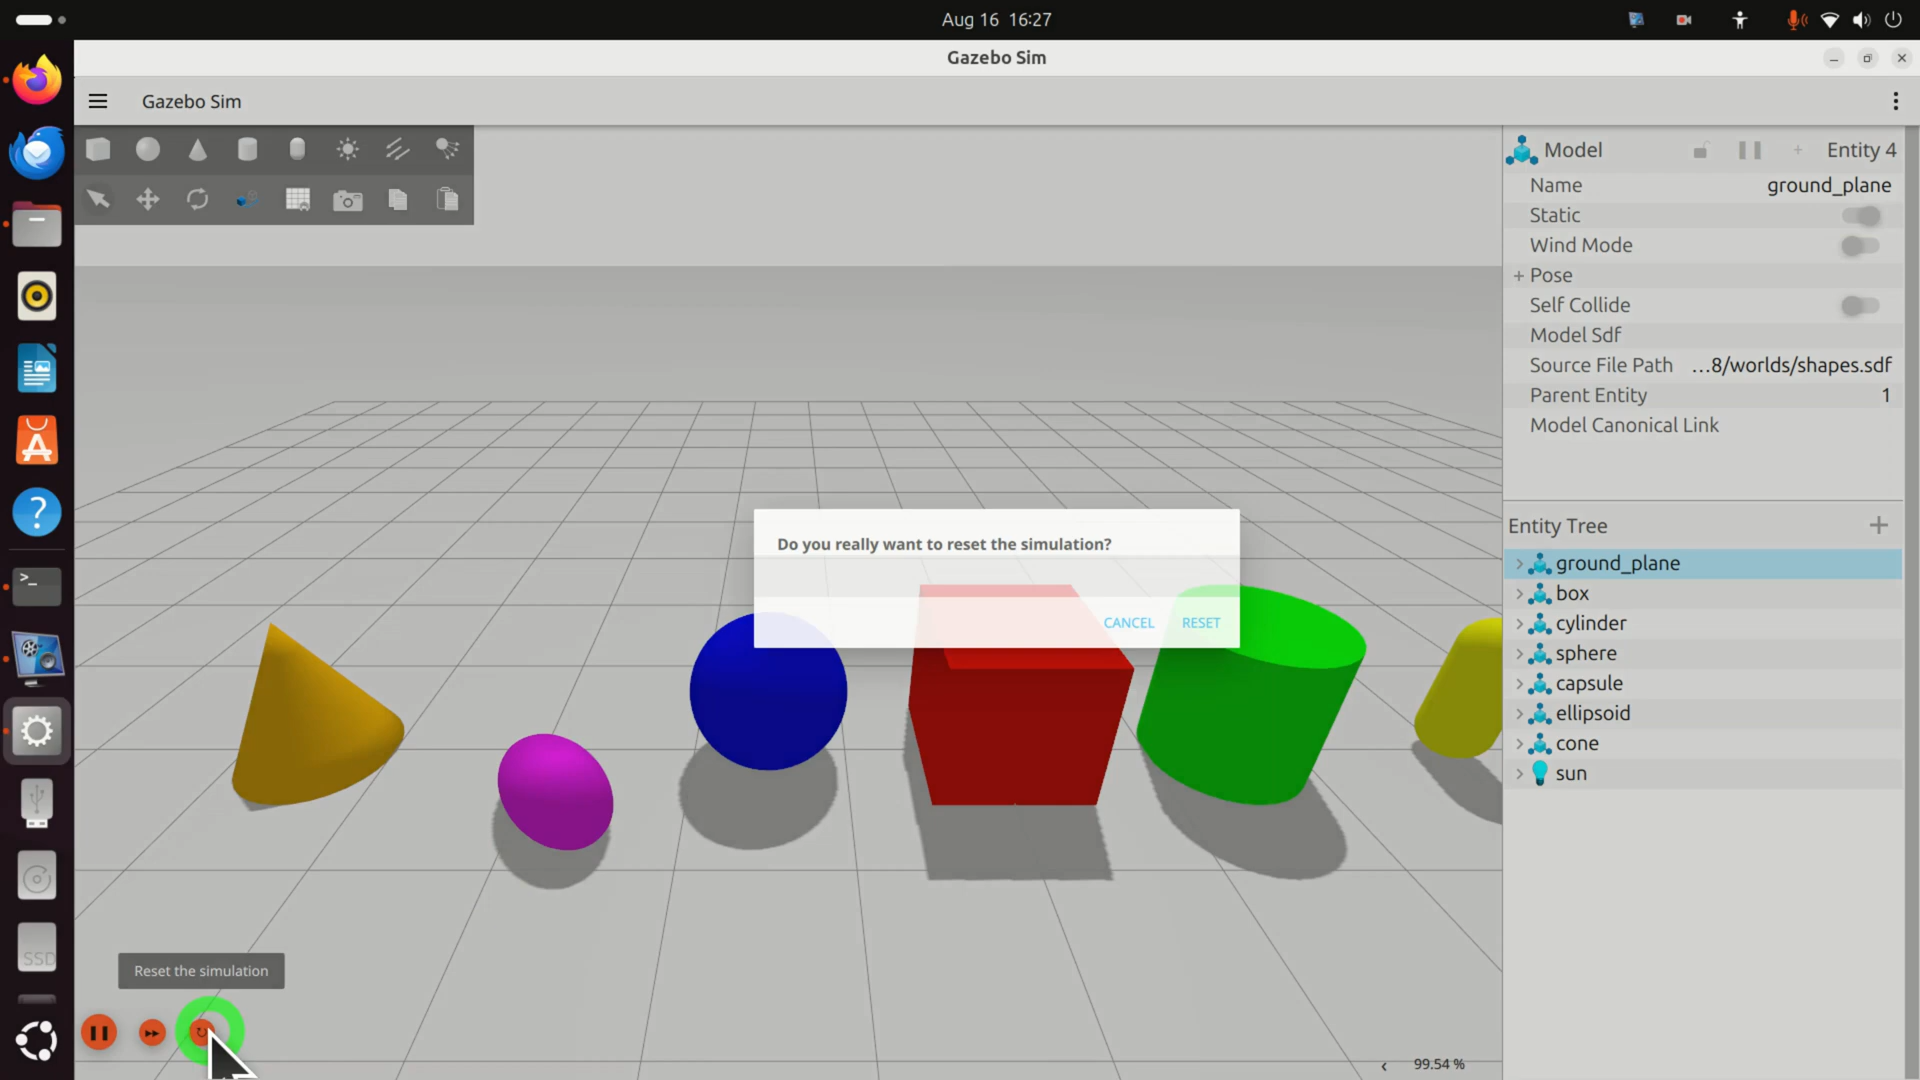 Aug 16 16:27
Gazebo Sim
Gazebo Sim
Model
Entity 4
Name ground_plane
Static
Wind Mode
+ Pose
Self Collide
Model Sdf
Source File Path ...8/worlds/shapes.sdf
Parent Entity 1
Model Canonical Link
Entity Tree
ground_plane
box
cylinder
sphere
capsule
ellipsoid
cone
sun
Do you really want to reset the simulation?
CANCEL RESET
Reset the simulation
99.54 %
SSD